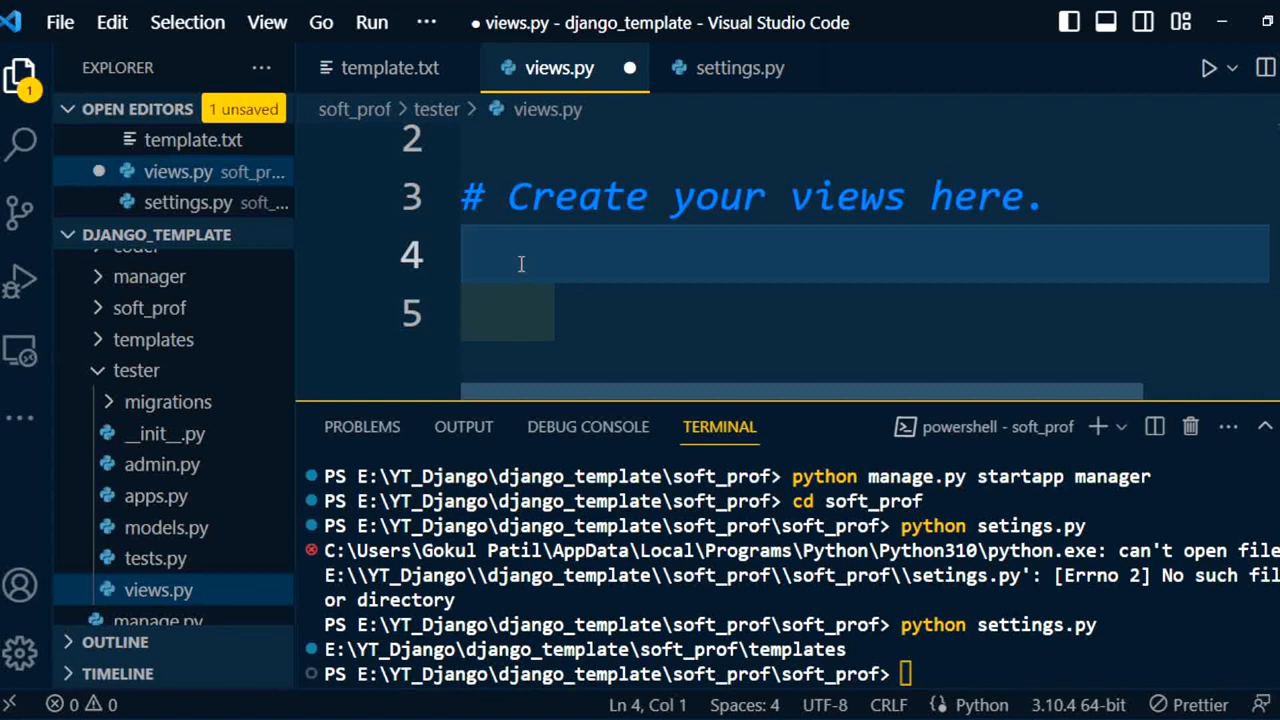 File Edit Selection View Go Run ··· ● views.py - django_template - Visual Studio Code
EXPLORER ···
template.txt views.py settings.py
OPEN EDITORS 1 unsaved
soft_prof > tester > views.py
template.txt
views.py soft_pr...
settings.py soft_...
DJANGO_TEMPLATE
coder
manager
soft_prof
templates
tester
migrations
__init__.py
admin.py
apps.py
models.py
tests.py
views.py
manage.py
OUTLINE
TIMELINE
1
2
3 # Create your views here.
4
5
PROBLEMS OUTPUT DEBUG CONSOLE TERMINAL powershell - soft_prof
PS E:\YT_Django\django_template\soft_prof> python manage.py startapp manager
PS E:\YT_Django\django_template\soft_prof> cd soft_prof
PS E:\YT_Django\django_template\soft_prof\soft_prof> python setings.py
C:\Users\Gokul Patil\AppData\Local\Programs\Python\Python310\python.exe: can't open file
E:\\YT_Django\\django_template\\soft_prof\\soft_prof\\setings.py': [Errno 2] No such fil
or directory
PS E:\YT_Django\django_template\soft_prof\soft_prof> python settings.py
E:\YT_Django\django_template\soft_prof\templates
PS E:\YT_Django\django_template\soft_prof\soft_prof>
0 0 Ln 4, Col 1 Spaces: 4 UTF-8 CRLF Python 3.10.4 64-bit Prettier